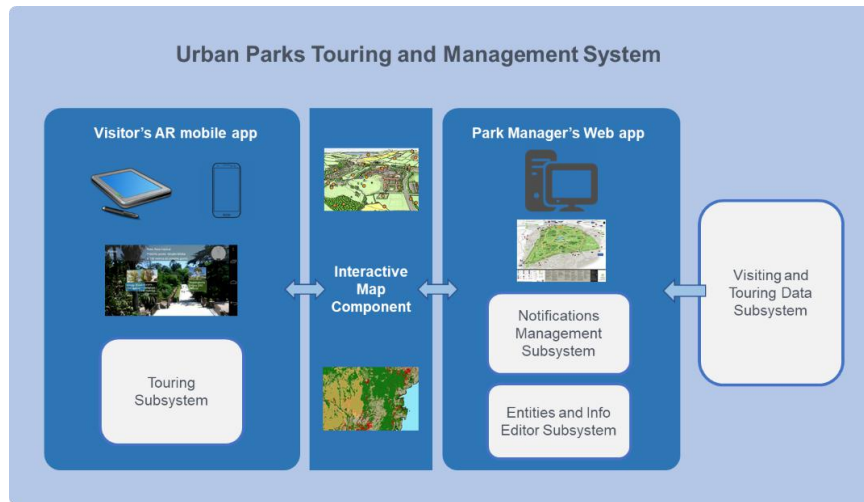 Urban Parks Touring and Management System
Visitor's AR mobile app
Park Manager's Web app
Interactive
Map
Component
Touring
Subsystem
Notifications
Management
Subsystem
Entities and Info
Editor Subsystem
Visiting and
Touring Data
Subsystem